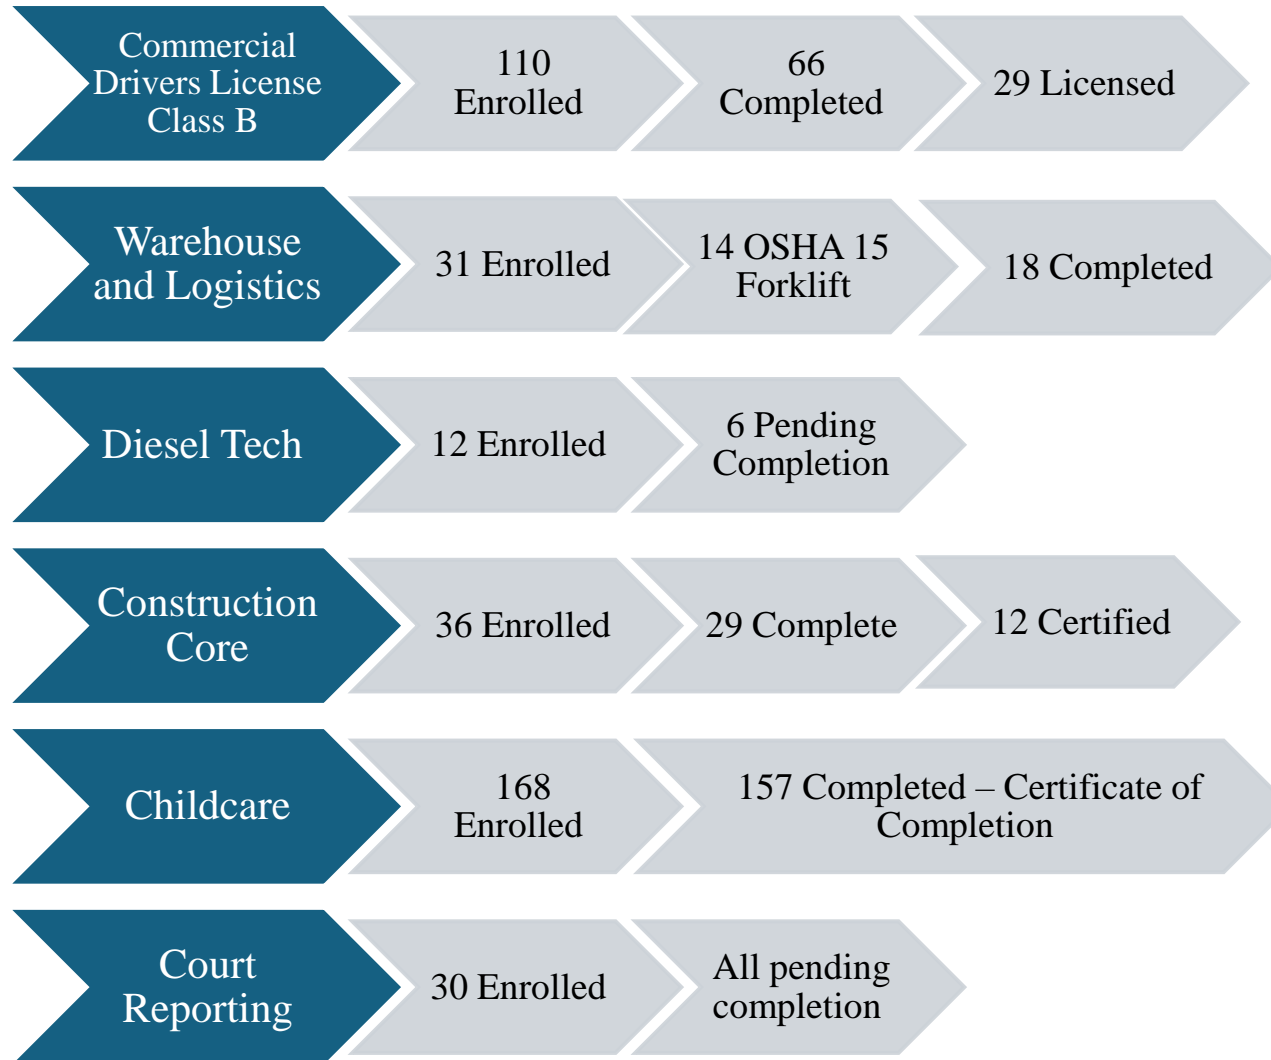 Commercial
Drivers License
Class B
110
Enrolled
66
Completed
29 Licensed
Warehouse
and Logistics
31 Enrolled
14 OSHA 15
Forklift
18 Completed
Diesel Tech
12 Enrolled
6 Pending
Completion
Construction
Core
36 Enrolled
29 Complete
12 Certified
Childcare
168
Enrolled
157 Completed – Certificate of
Completion
Court
Reporting
30 Enrolled
All pending
completion